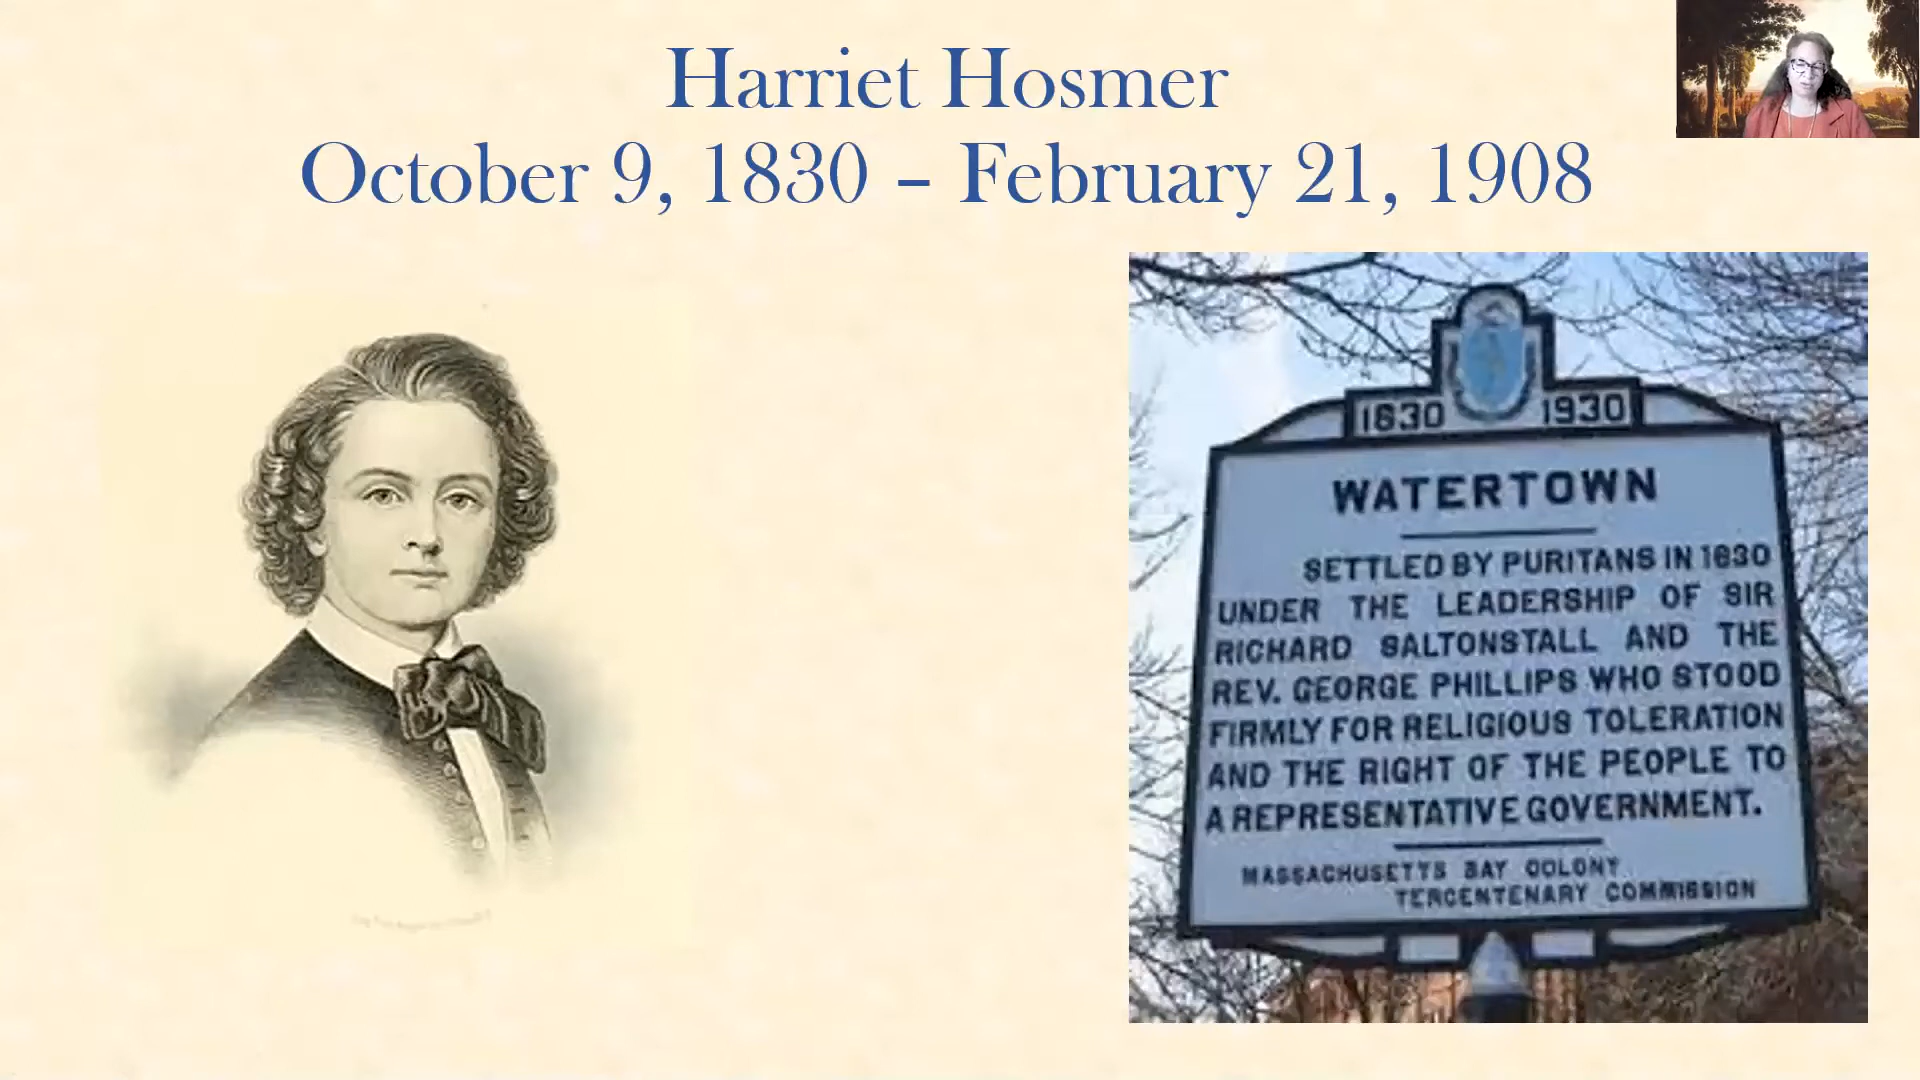 Harriet Hosmer
October 9, 1830 – February 21, 1908
1630 1930
WATERTOWN
SETTLED BY PURITANS IN 1630
UNDER THE LEADERSHIP OF SIR
RICHARD SALTONSTALL AND THE
REV. GEORGE PHILLIPS WHO STOOD
FIRMLY FOR RELIGIOUS TOLERATION
AND THE RIGHT OF THE PEOPLE TO
A REPRESENTATIVE GOVERNMENT.
MASSACHUSETTS BAY COLONY
TERCENTENARY COMMISSION